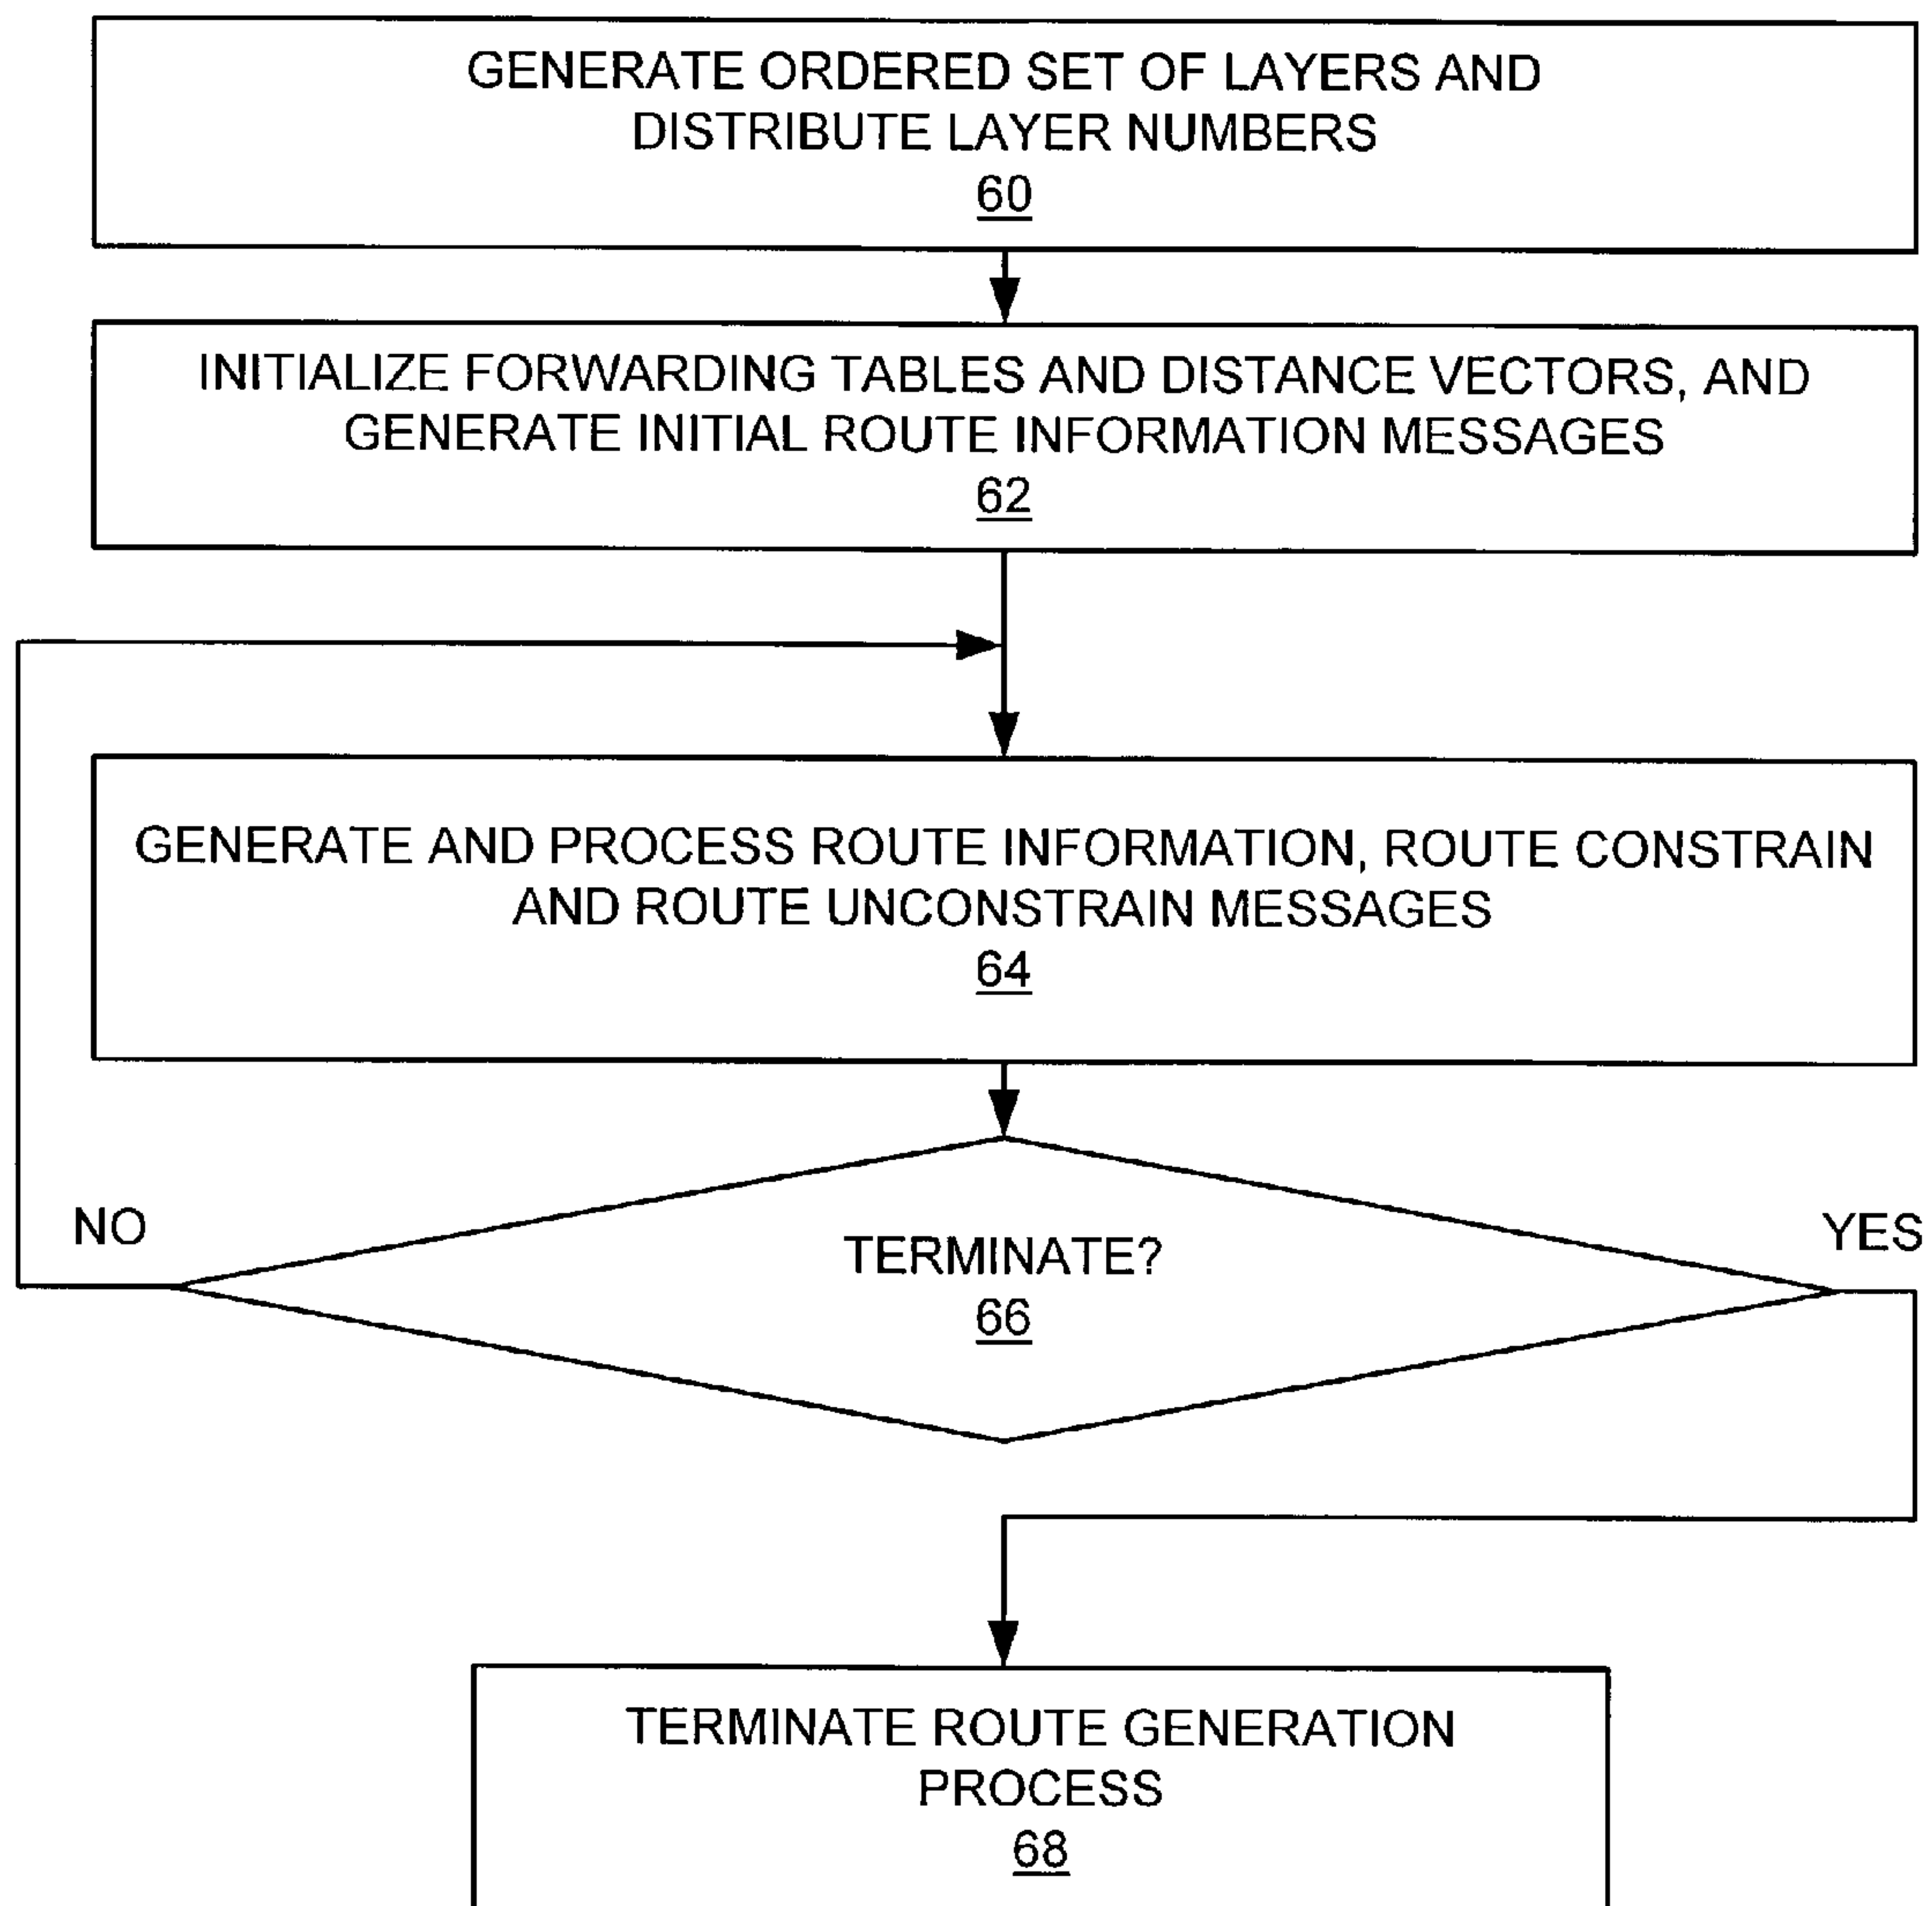 GENERATE ORDERED SET OF LAYERS AND
DISTRIBUTE LAYER NUMBERS
60
INITIALIZE FORWARDING TABLES AND DISTANCE VECTORS, AND
GENERATE INITIAL ROUTE INFORMATION MESSAGES
62
GENERATE AND PROCESS ROUTE INFORMATION, ROUTE CONSTRAIN
AND ROUTE UNCONSTRAIN MESSAGES
64
NO
YES
TERMINATE?
66
TERMINATE ROUTE GENERATION
PROCESS
68